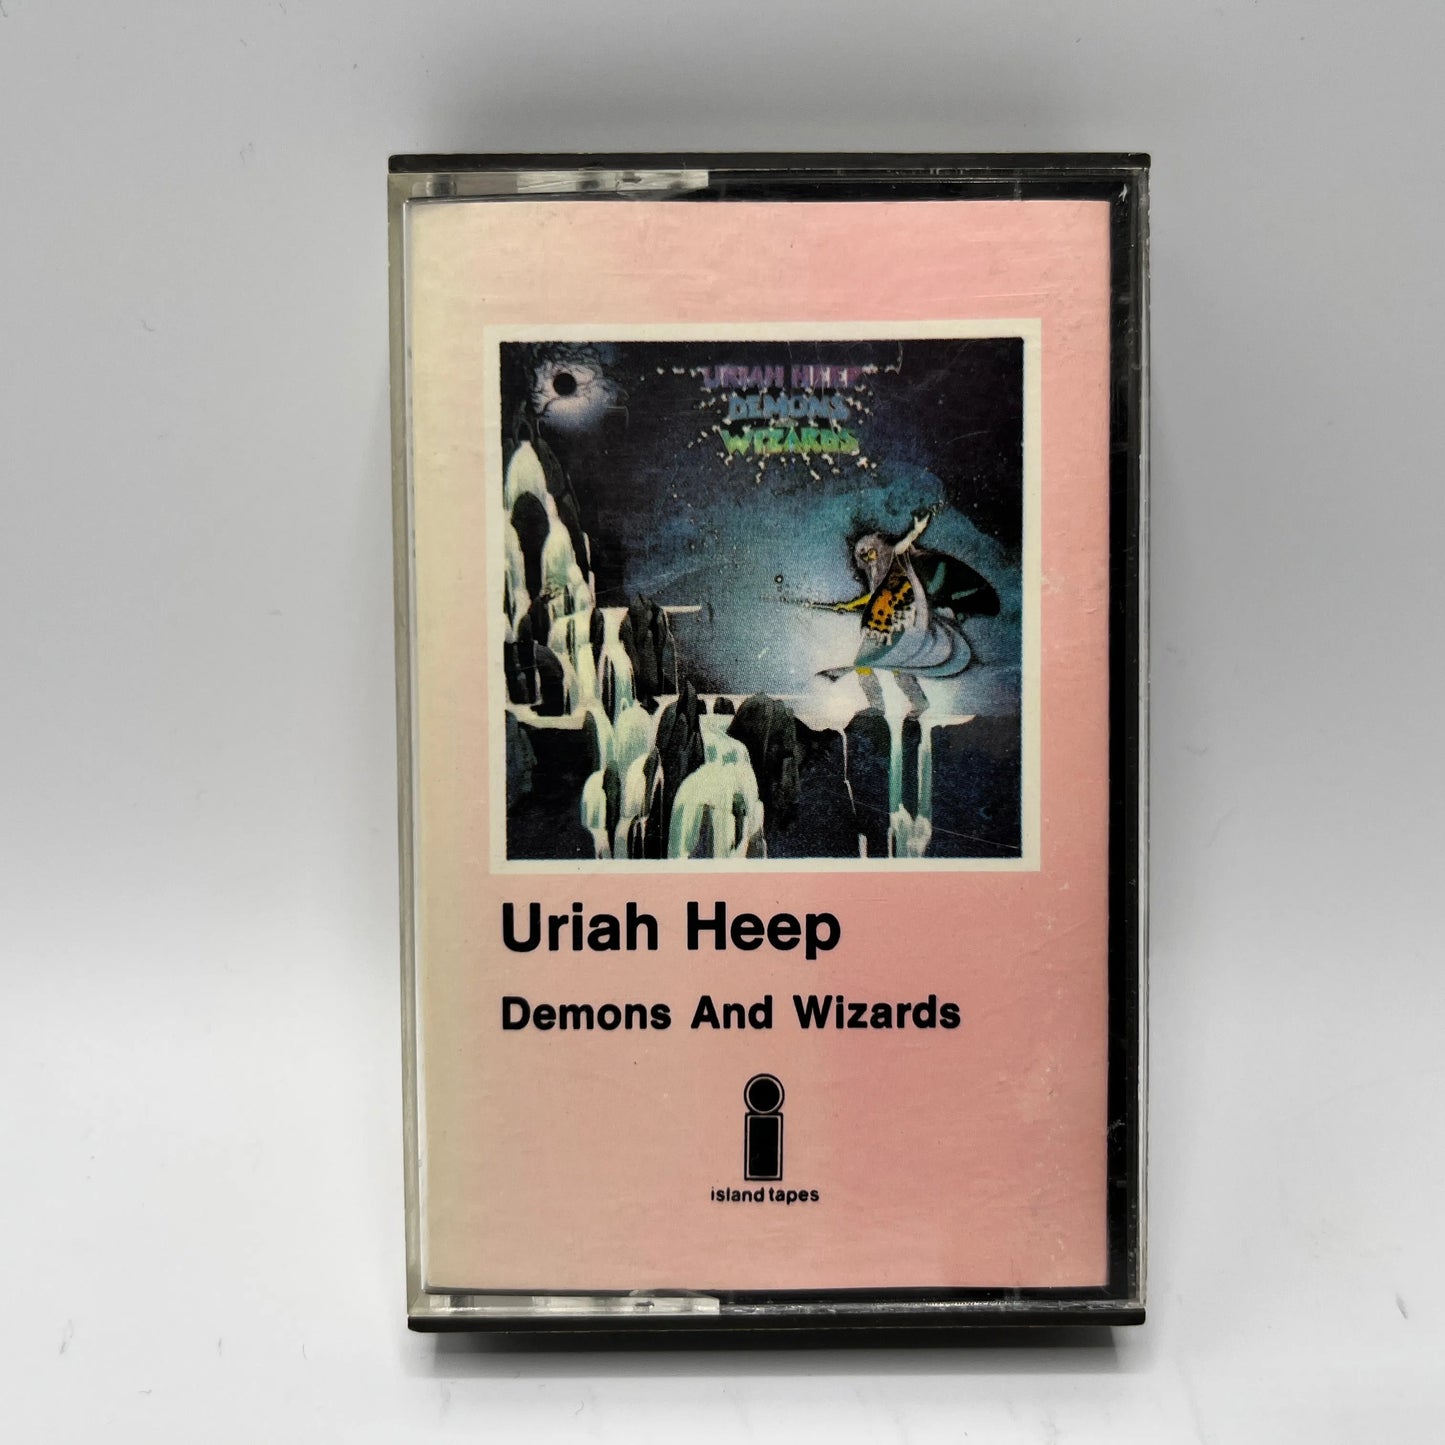 URIAH HEEP
DEMONS
WIZARDS
Uriah Heep
Demons And Wizards
i
island tapes